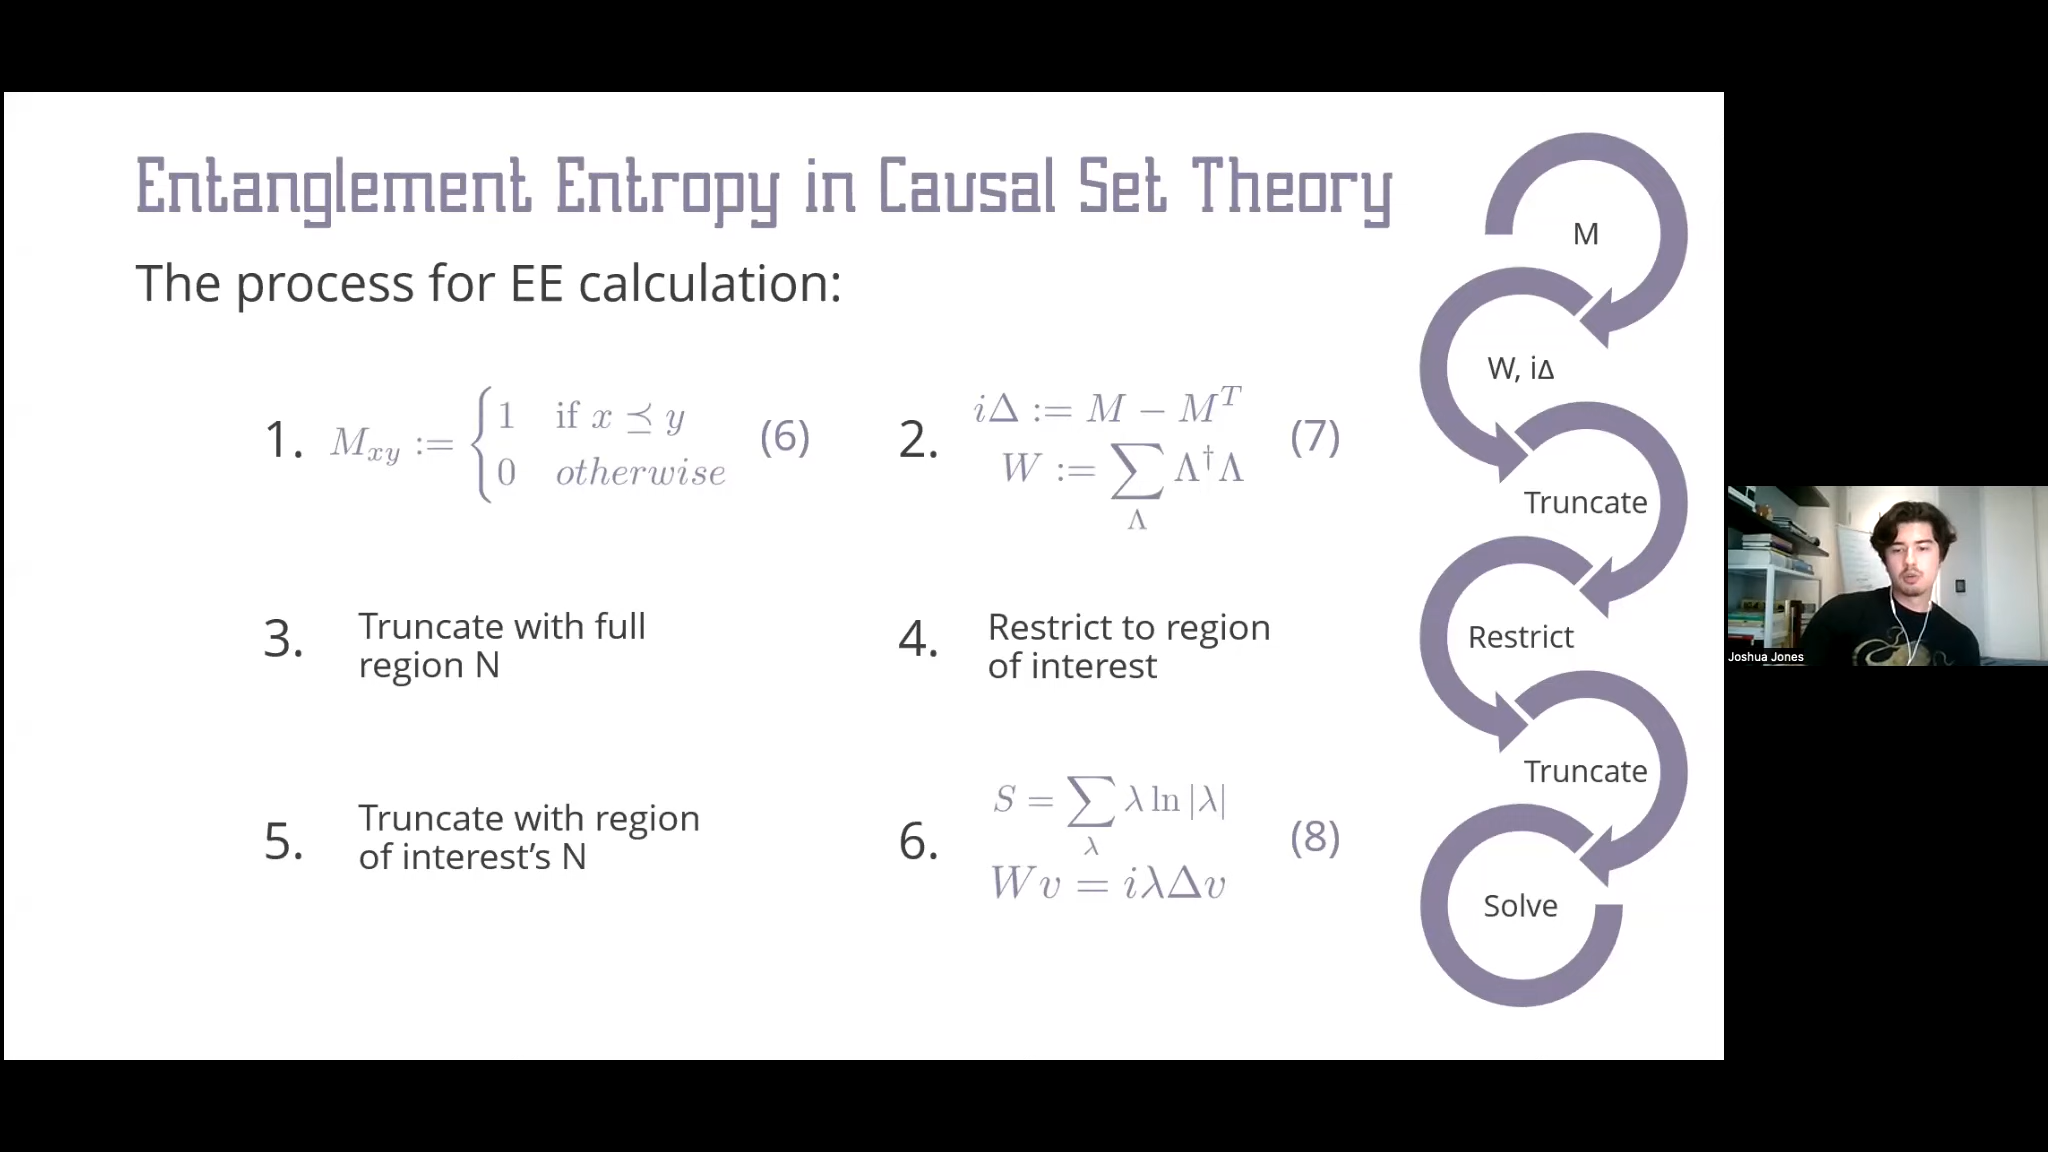 Entanglement Entropy in Causal Set Theory
The process for EE calculation:
1. M_{xy} := { 1 if x ⪯ y
0 otherwise (6)
2. iΔ := M − M^T
W := ∑_Λ Λ†Λ (7)
3. Truncate with full
region N
4. Restrict to region
of interest
5. Truncate with region
of interest's N
6. S = ∑_λ λ ln |λ|
Wv = iλΔv (8)
M
W, iΔ
Truncate
Restrict
Truncate
Solve
Joshua Jones